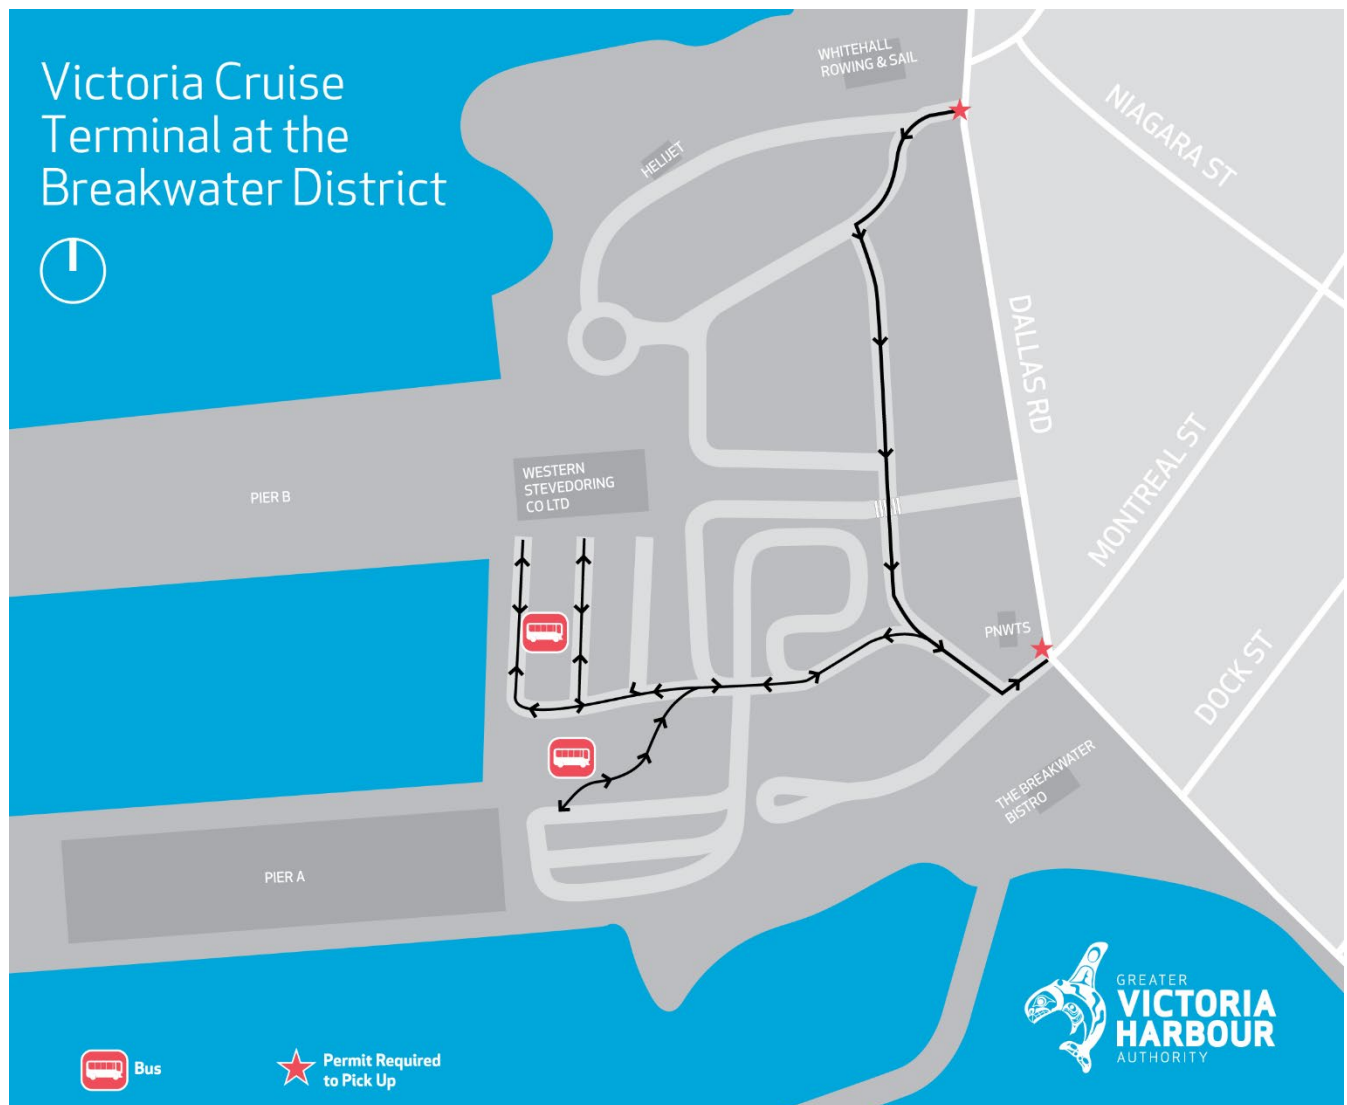 Victoria Cruise
Terminal at the
Breakwater District
WHITEHALL
ROWING & SAIL
HELIJET
NIAGARA ST
DALLAS RD
MONTREAL ST
WESTERN
STEVEDORING
CO LTD
PIER B
PNWTS
DOCK ST
THE BREAKWATER
BISTRO
PIER A
GREATER
VICTORIA
HARBOUR
AUTHORITY
Bus
Permit Required
to Pick Up